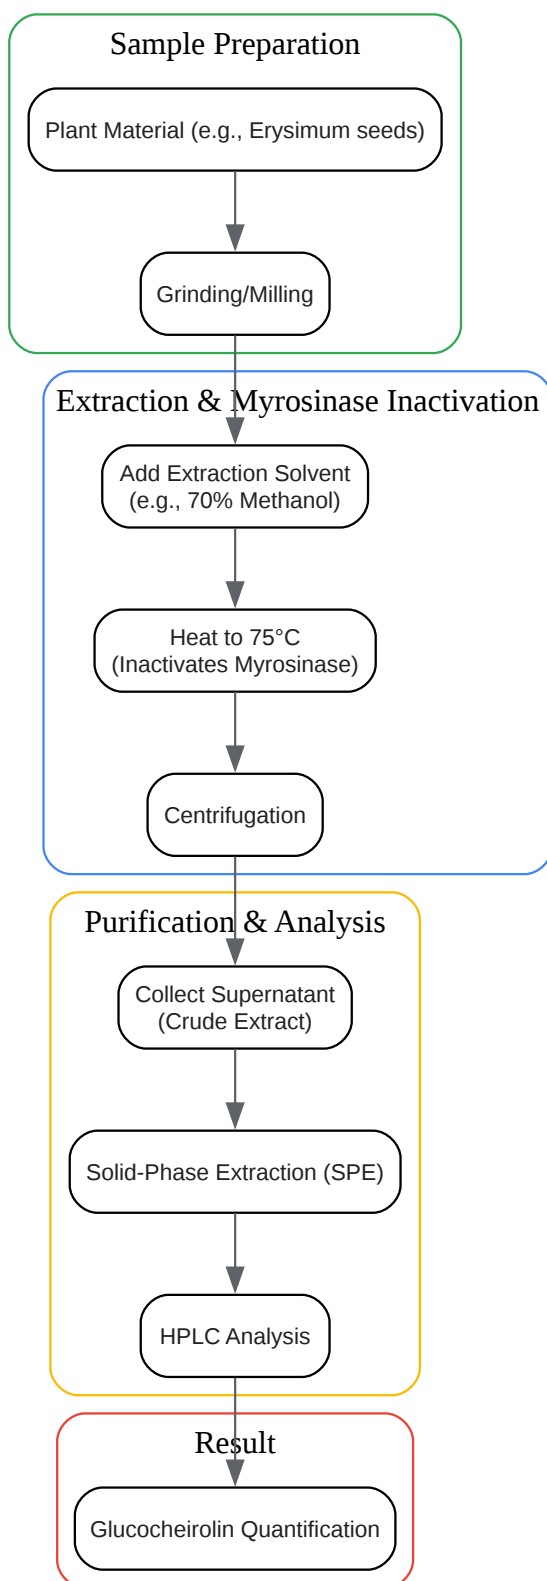 Sample Preparation
Plant Material (e.g., Erysimum seeds)
Grinding/Milling
Extraction & Myrosinase Inactivation
Add Extraction Solvent
(e.g., 70% Methanol)
Heat to 75°C
(Inactivates Myrosinase)
Centrifugation
Purification & Analysis
Collect Supernatant
(Crude Extract)
Solid-Phase Extraction (SPE)
HPLC Analysis
Result
Glucocheirolin Quantification